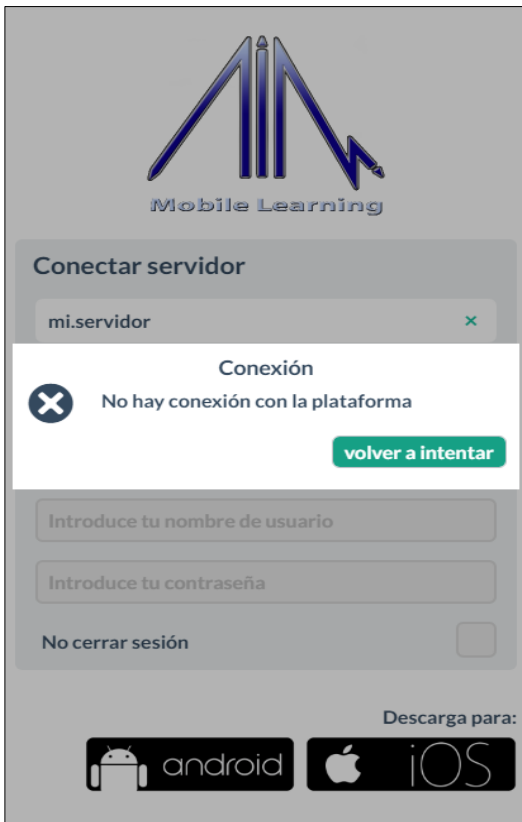 AIM
Mobile Learning
Conectar servidor
mi.servidor ×
Conexión
No hay conexión con la plataforma
volver a intentar
Introduce tu nombre de usuario
Introduce tu contraseña
No cerrar sesión
Descarga para:
android iOS